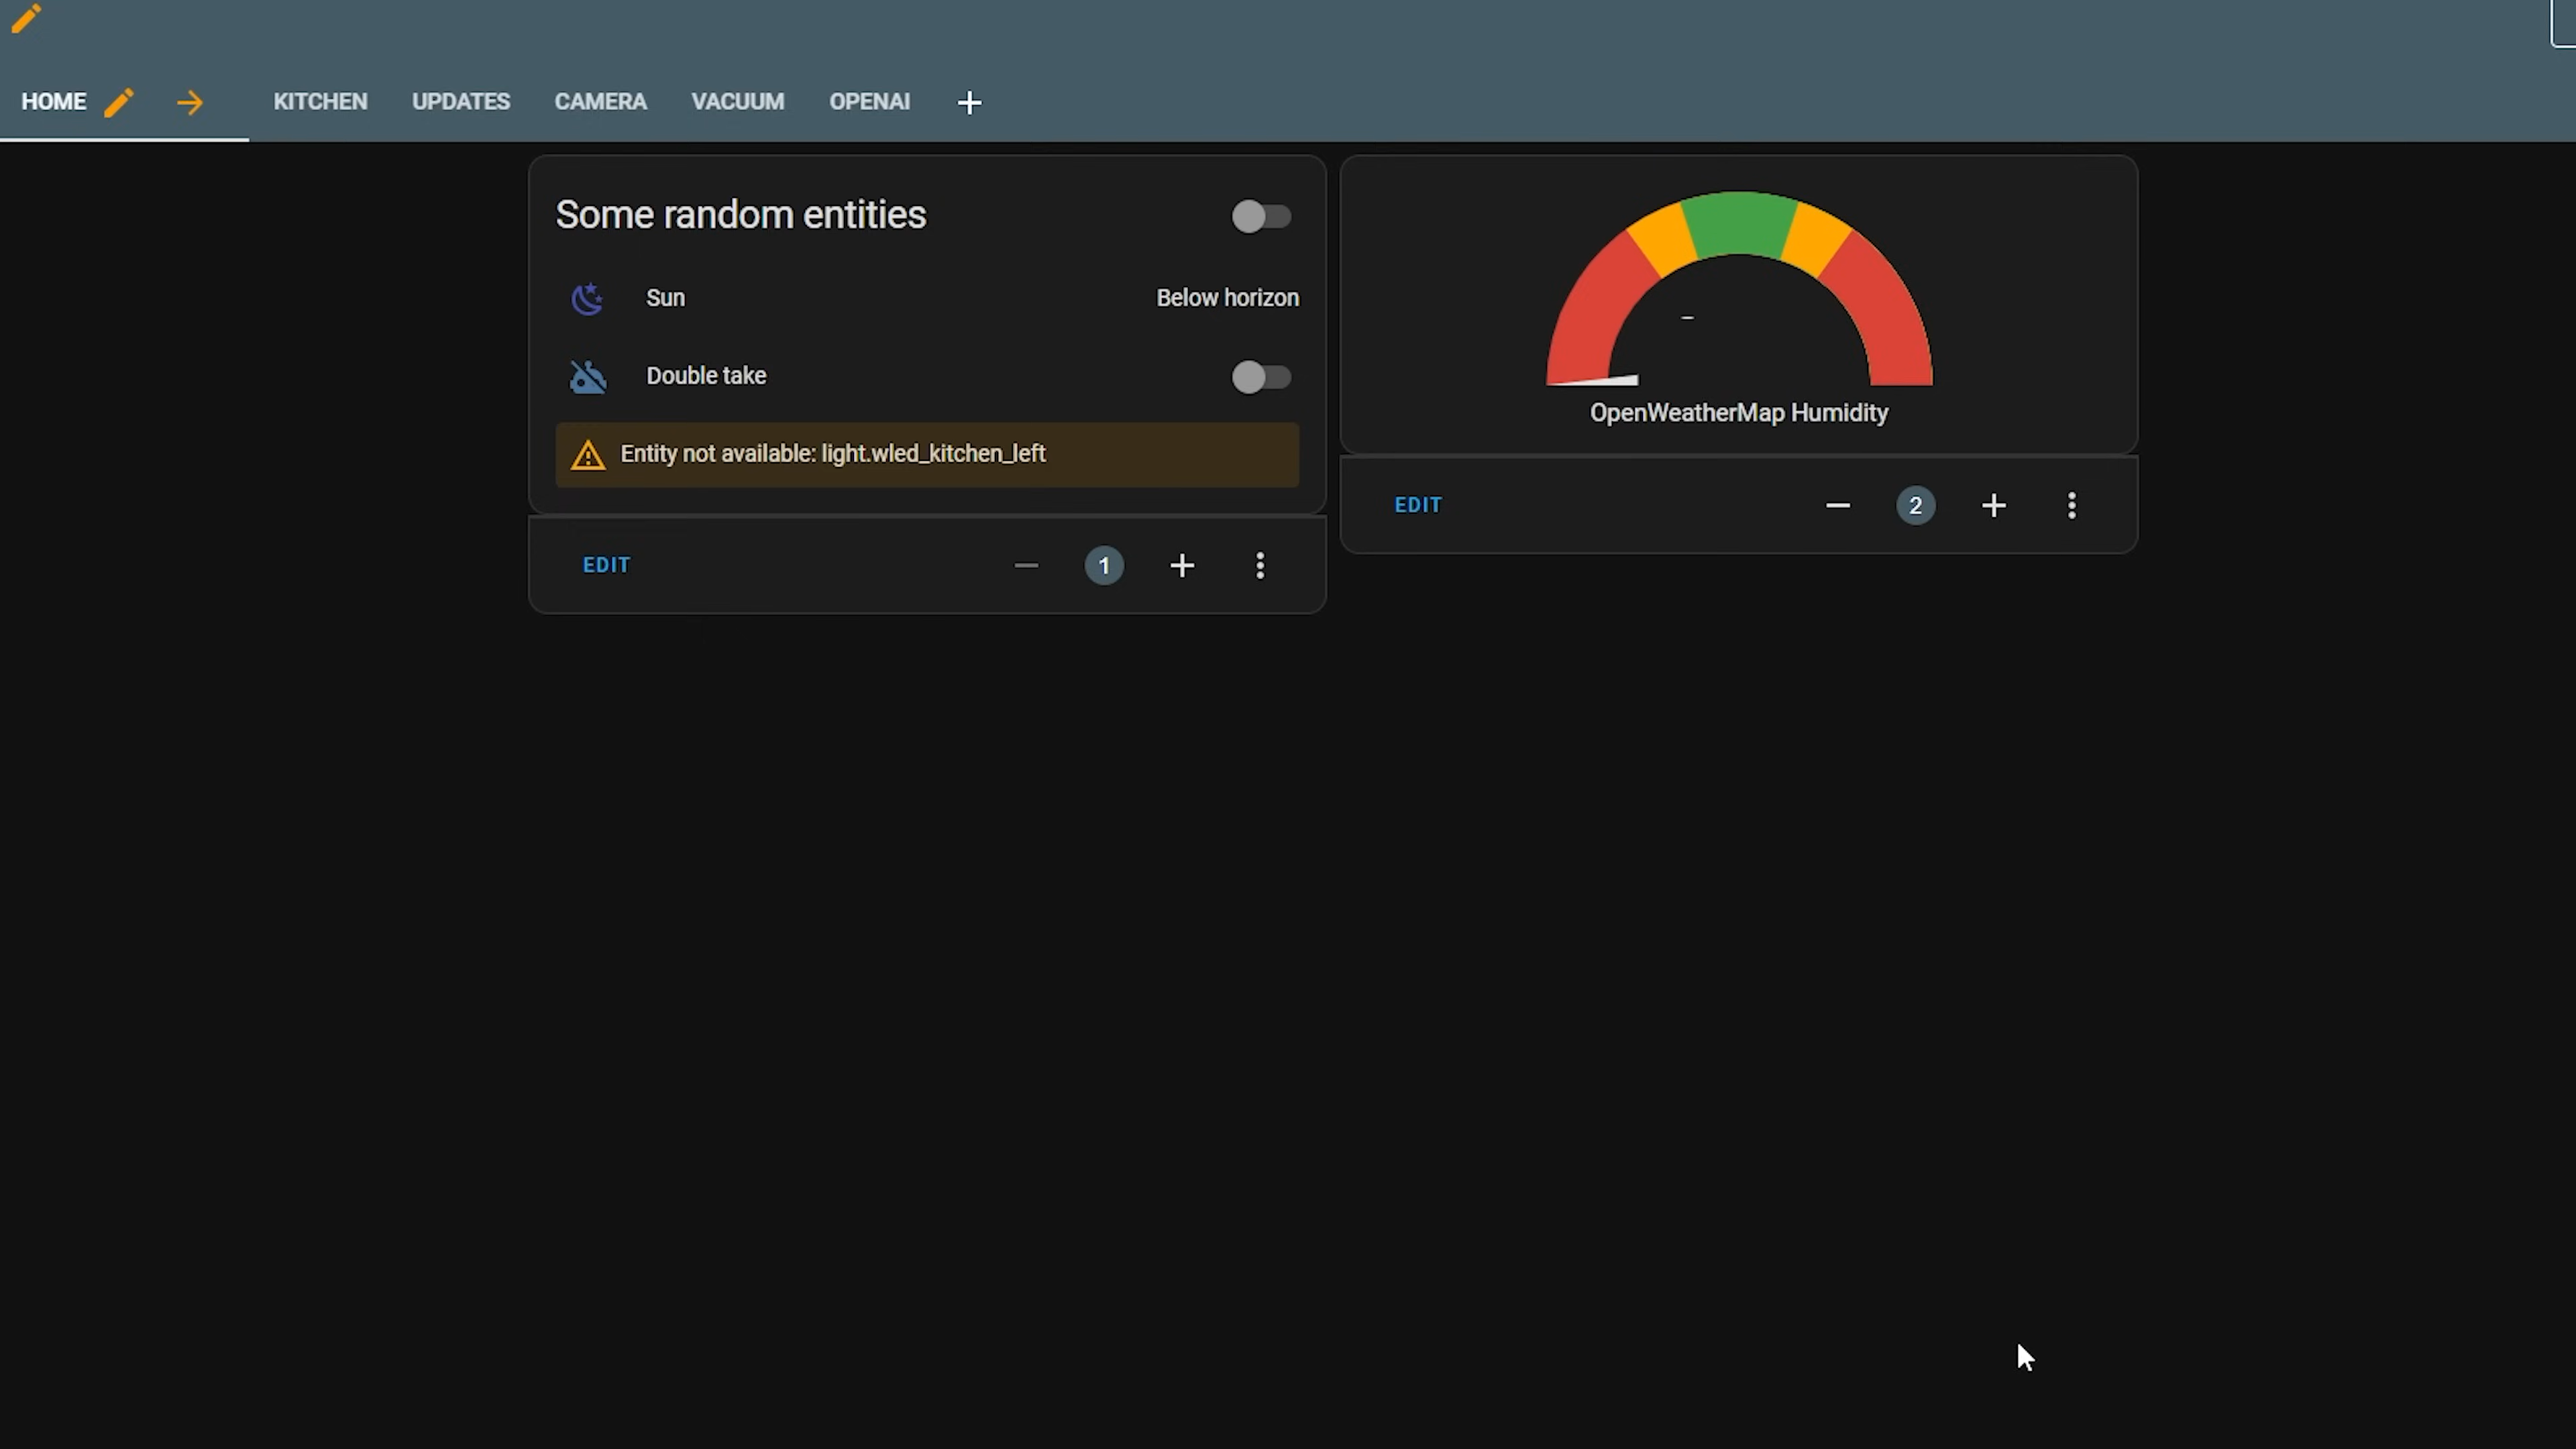 HOME KITCHEN UPDATES CAMERA VACUUM OPENAI
Some random entities
Sun Below horizon
Double take
Entity not available: light.wled_kitchen_left
EDIT 1
OpenWeatherMap Humidity
EDIT 2